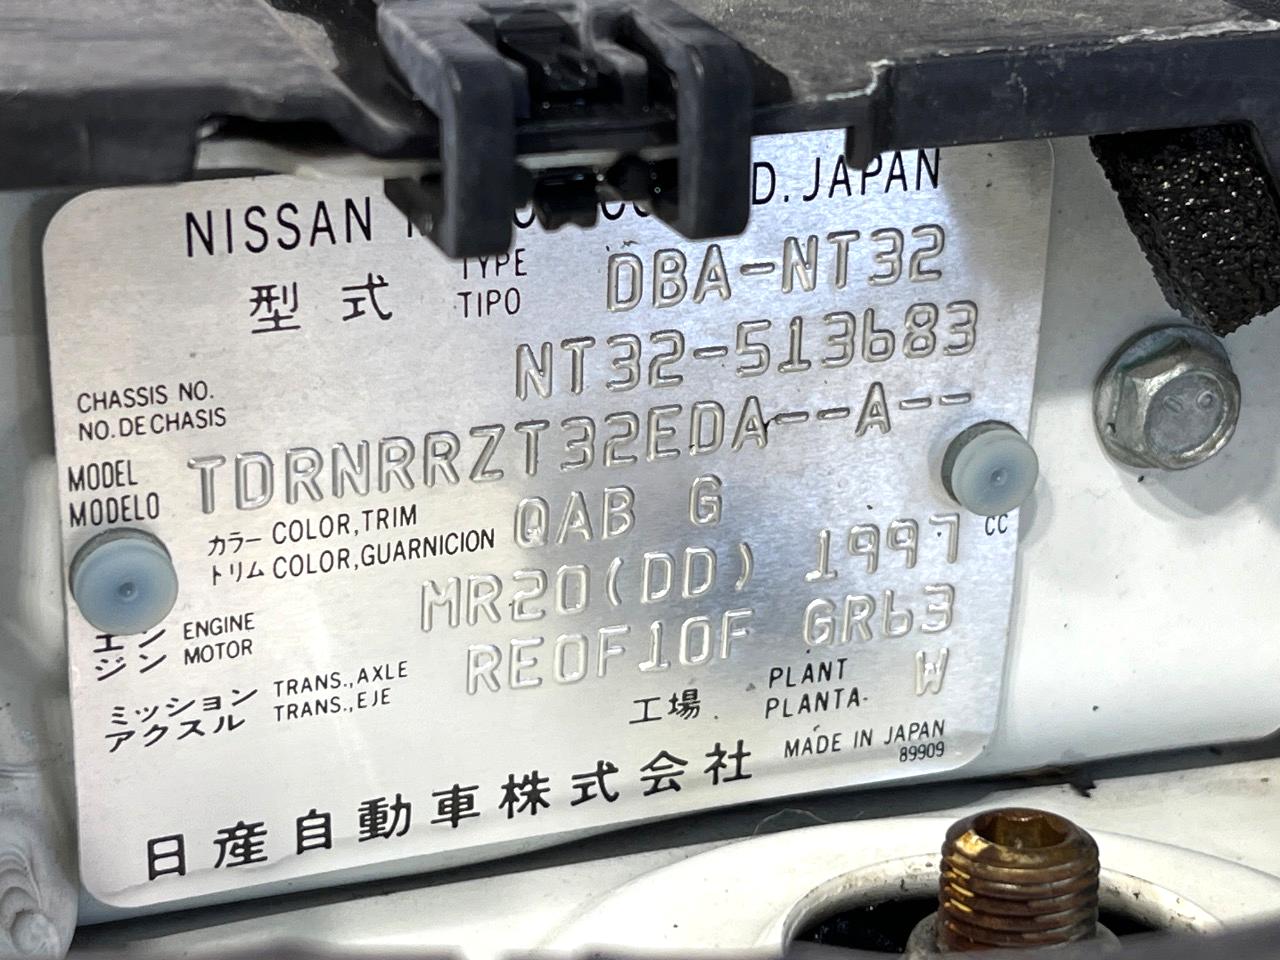 NISSAN D. JAPAN
型式 TYPE DBA-NT32
TIPO
CHASSIS NO. NT32-513683
NO. DE CHASIS
MODEL TDRNRRZT32EDA--A--
MODELO
カラー COLOR, TRIM QAB G
トリム COLOR, GUARNICION
エン ENGINE MR20(DD) 1997 CC
ジン MOTOR
ミッション TRANS., AXLE RE0F10F GR63
アクスル TRANS., EJE
工場 PLANT W
PLANTA
MADE IN JAPAN
89909
日産自動車株式会社